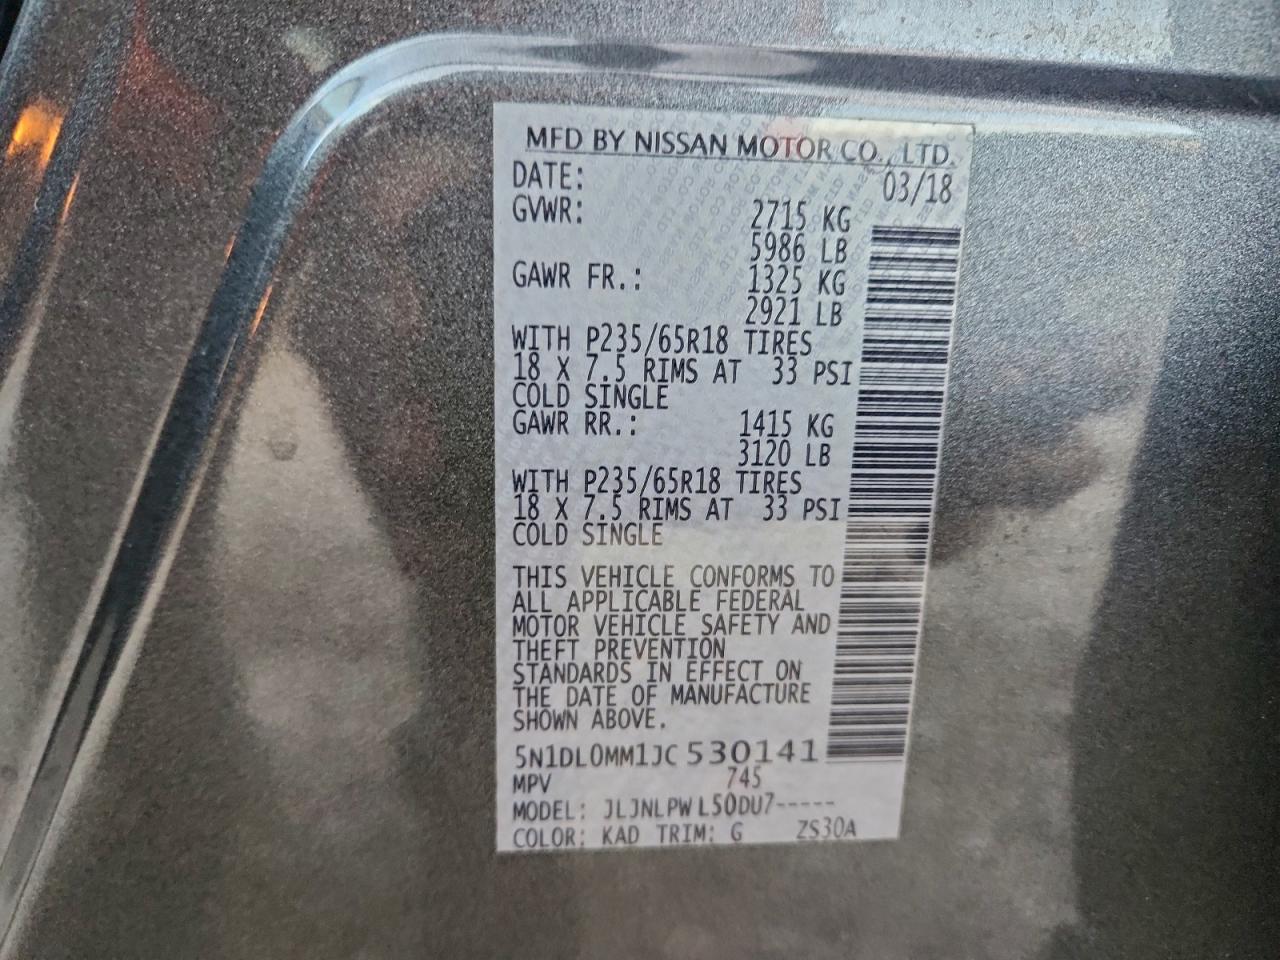 MFD BY NISSAN MOTOR CO., LTD.
DATE: 03/18
GVWR: 2715 KG
5986 LB
GAWR FR.: 1325 KG
2921 LB
WITH P235/65R18 TIRES
18 X 7.5 RIMS AT 33 PSI
COLD SINGLE
GAWR RR.: 1415 KG
3120 LB
WITH P235/65R18 TIRES
18 X 7.5 RIMS AT 33 PSI
COLD SINGLE
THIS VEHICLE CONFORMS TO
ALL APPLICABLE FEDERAL
MOTOR VEHICLE SAFETY AND
THEFT PREVENTION
STANDARDS IN EFFECT ON
THE DATE OF MANUFACTURE
SHOWN ABOVE.
5N1DL0MM1JC 530141
MPV 745
MODEL: JLJNLPW L50DU7-----
COLOR: KAD TRIM: G ZS30A